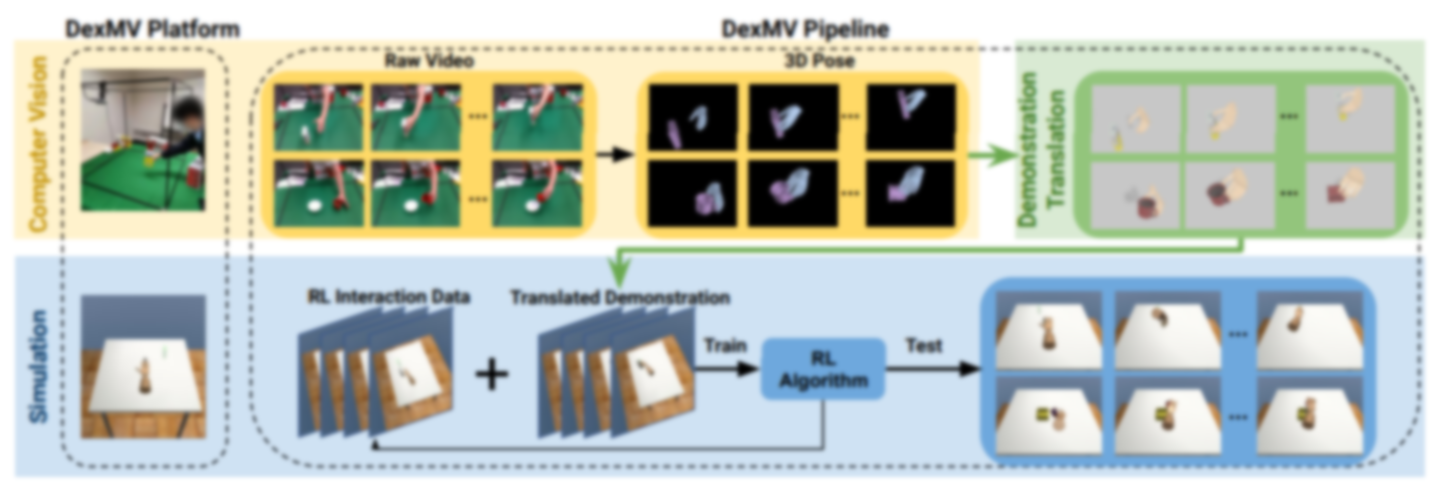 DexMV Platform
DexMV Pipeline
Computer Vision
Raw Video
3D Pose
Demonstration
Translation
...
...
...
...
...
...
Simulation
RL Interaction Data
Translated Demonstration
+
Train
RL
Algorithm
Test
...
...